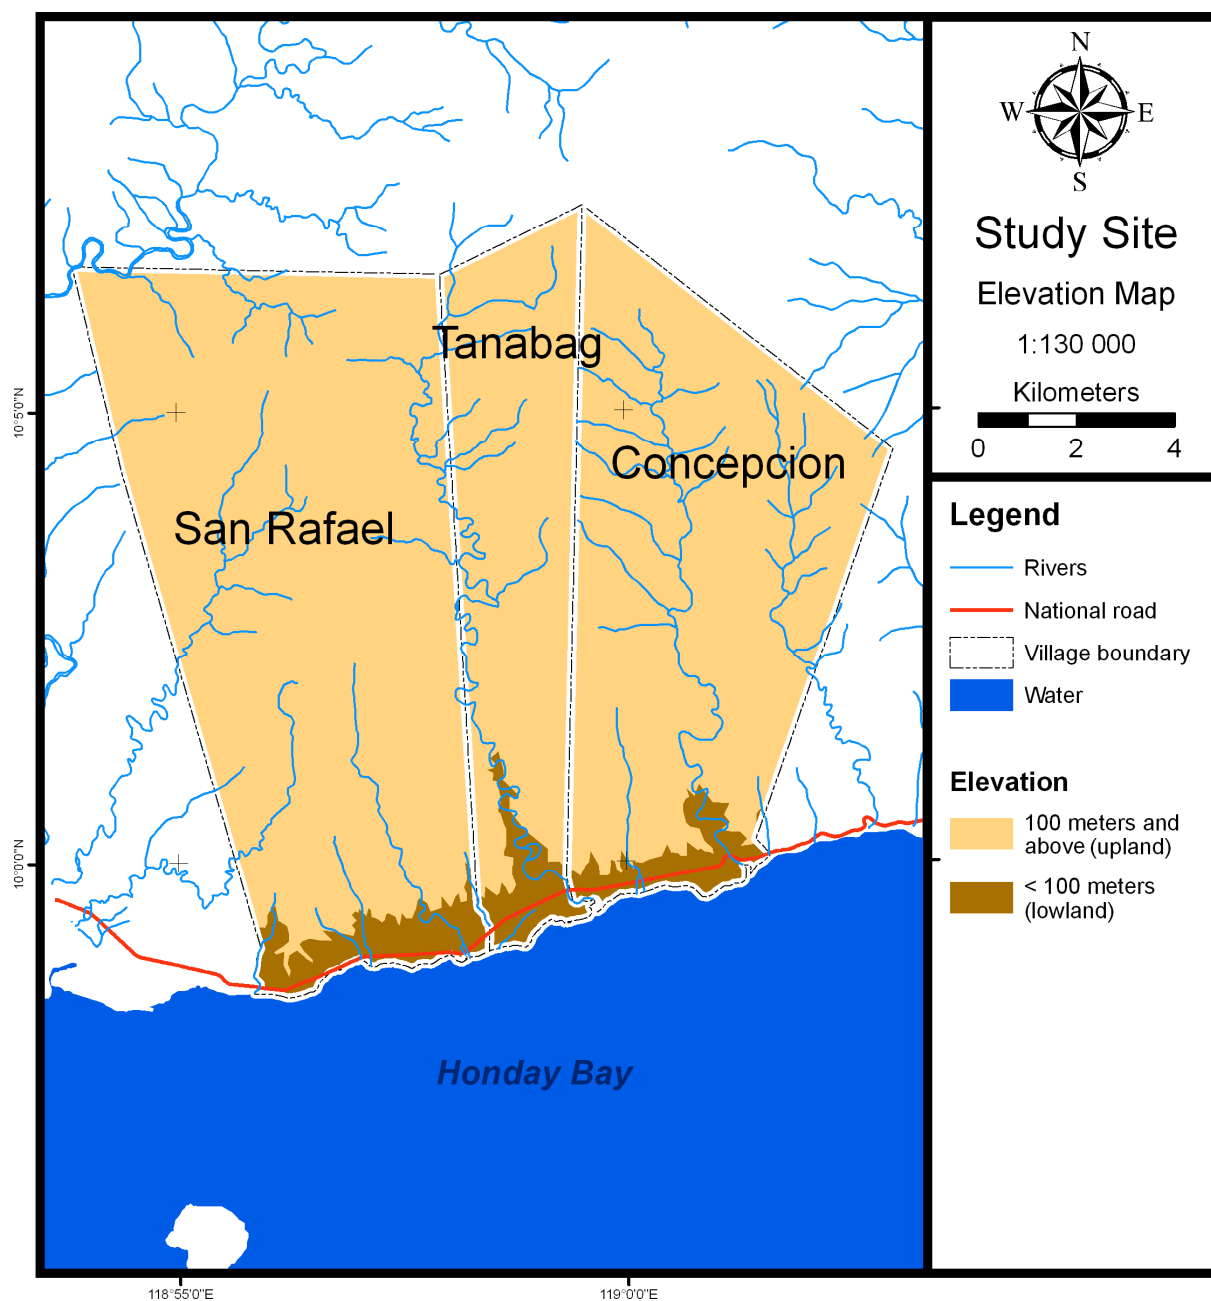 N
W E
S
Study Site
Elevation Map
1:130 000
Kilometers
0 2 4
Tanabag
Concepcion
San Rafael
Honday Bay
Legend
Rivers
National road
Village boundary
Water
Elevation
100 meters and
above (upland)
< 100 meters
(lowland)
10°5'0"N
10°0'0"N
118°55'0"E
119°0'0"E